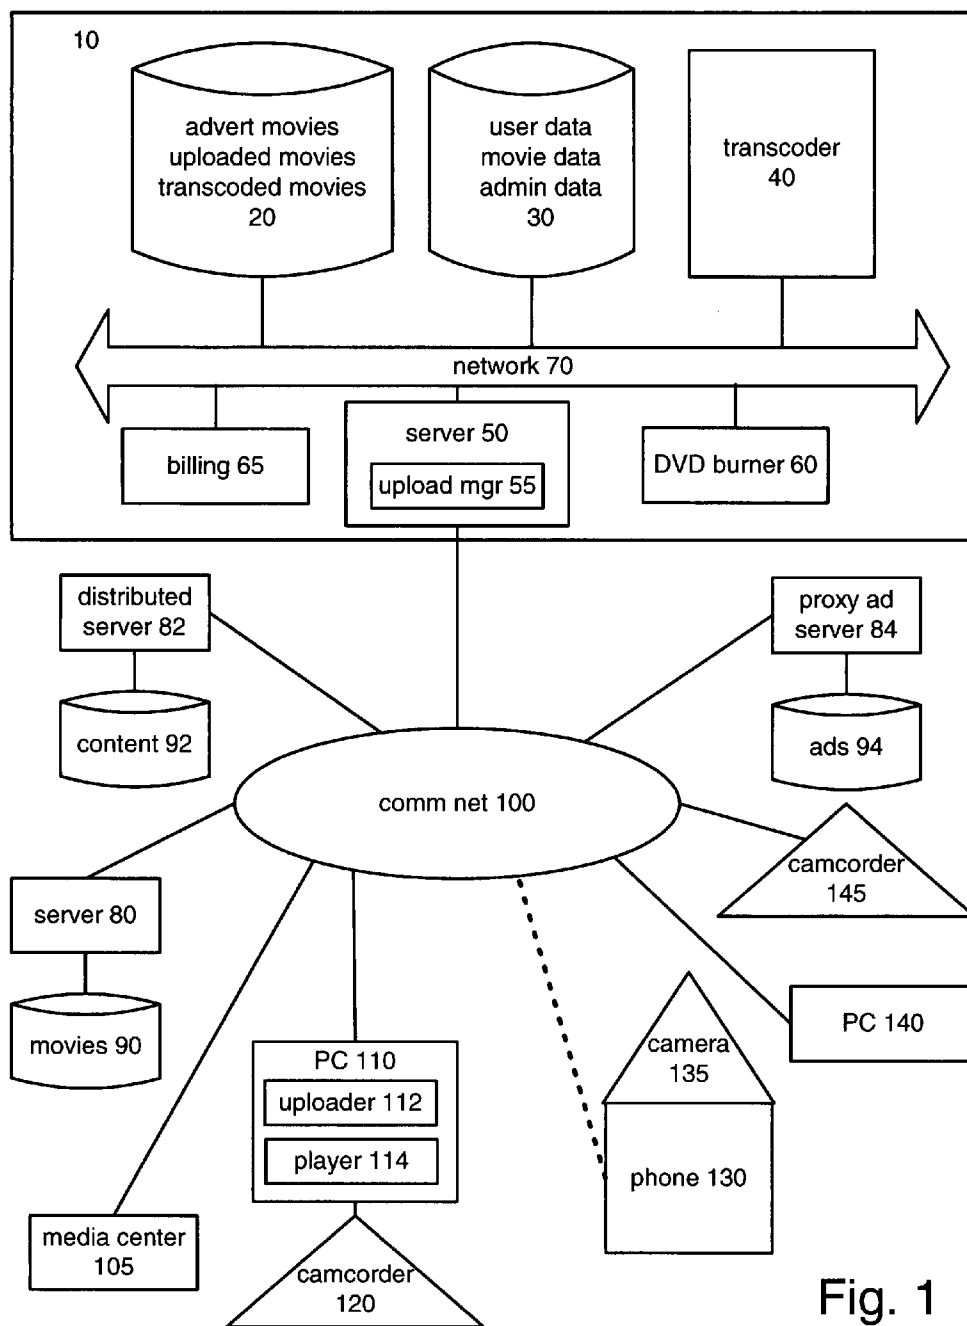 10
advert movies
uploaded movies
transcoded movies
20
user data
movie data
admin data
30
transcoder
40
network 70
billing 65
server 50
upload mgr 55
DVD burner 60
distributed
server 82
content 92
proxy ad
server 84
ads 94
comm net 100
camcorder
145
server 80
movies 90
PC 110
uploader 112
player 114
camera
135
phone 130
PC 140
media center
105
camcorder
120
Fig. 1